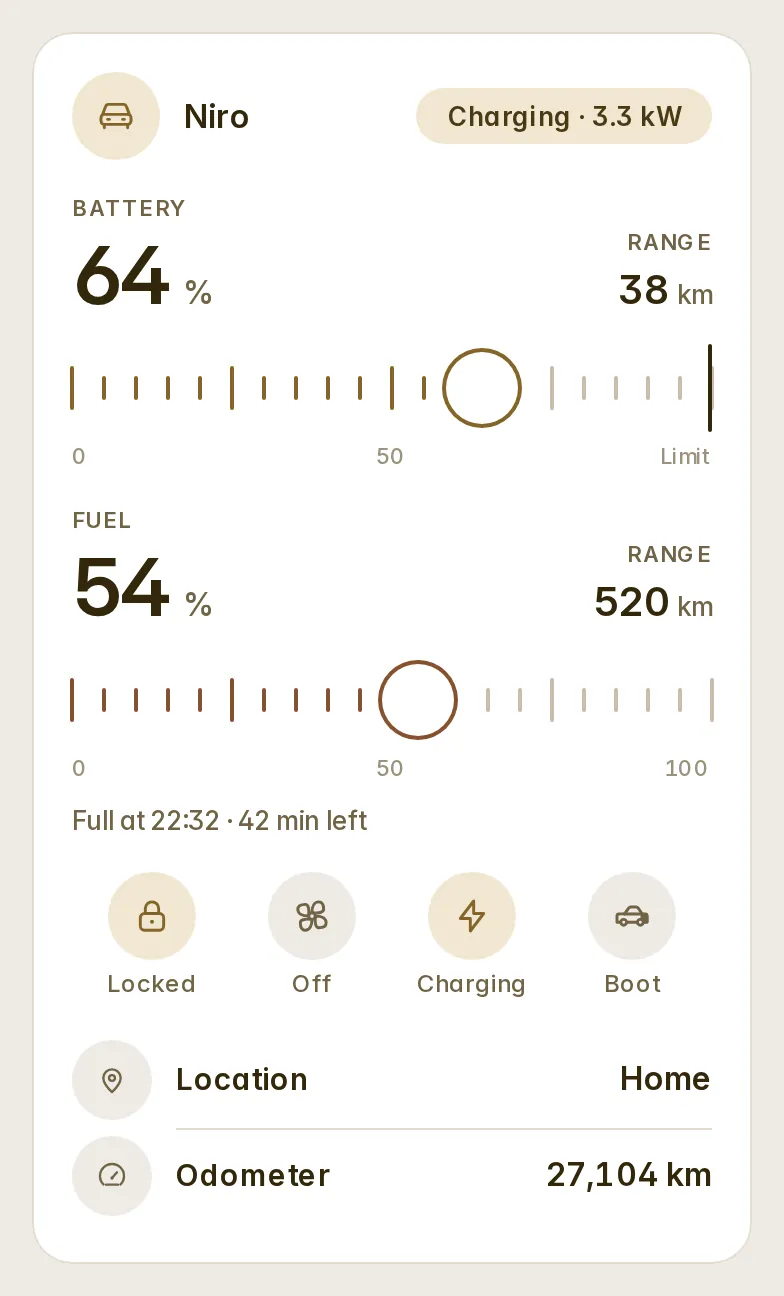 Niro
Charging · 3.3 kW
BATTERY
64 %
RANGE
38 km
0 50 Limit
FUEL
54 %
RANGE
520 km
0 50 100
Full at 22:32 · 42 min left
Locked Off Charging Boot
Location Home
Odometer 27,104 km